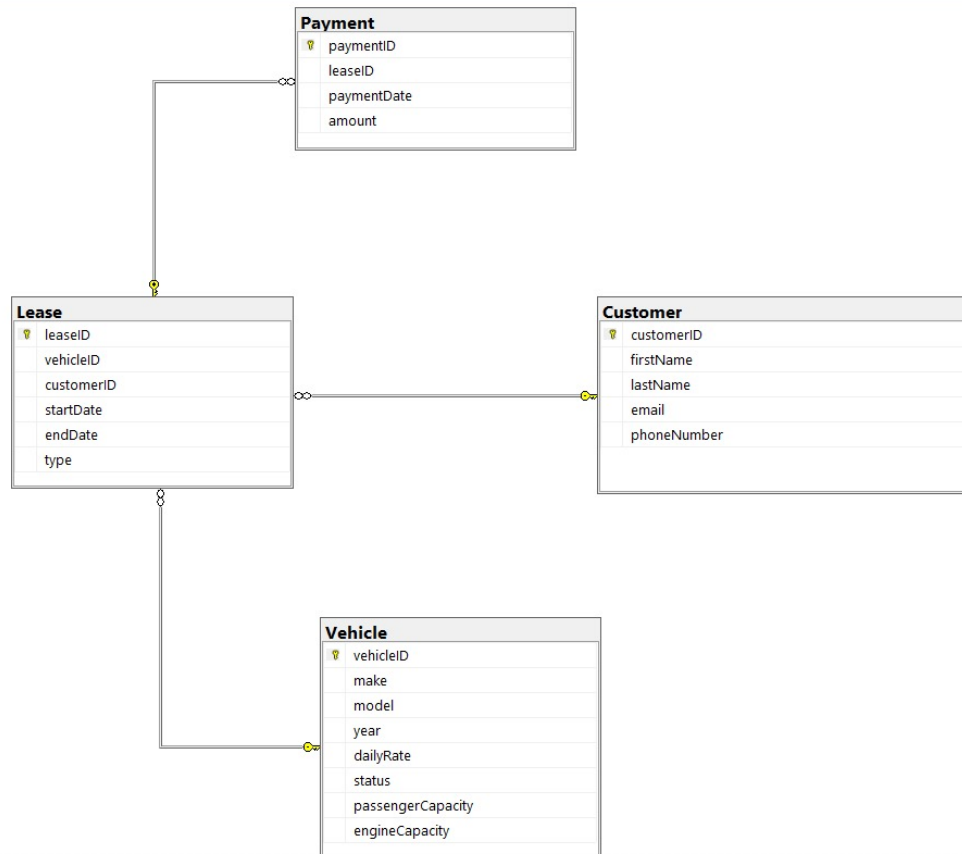 Payment
paymentID
leaseID
paymentDate
amount
Lease
leaseID
vehicleID
customerID
startDate
endDate
type
Customer
customerID
firstName
lastName
email
phoneNumber
Vehicle
vehicleID
make
model
year
dailyRate
status
passengerCapacity
engineCapacity